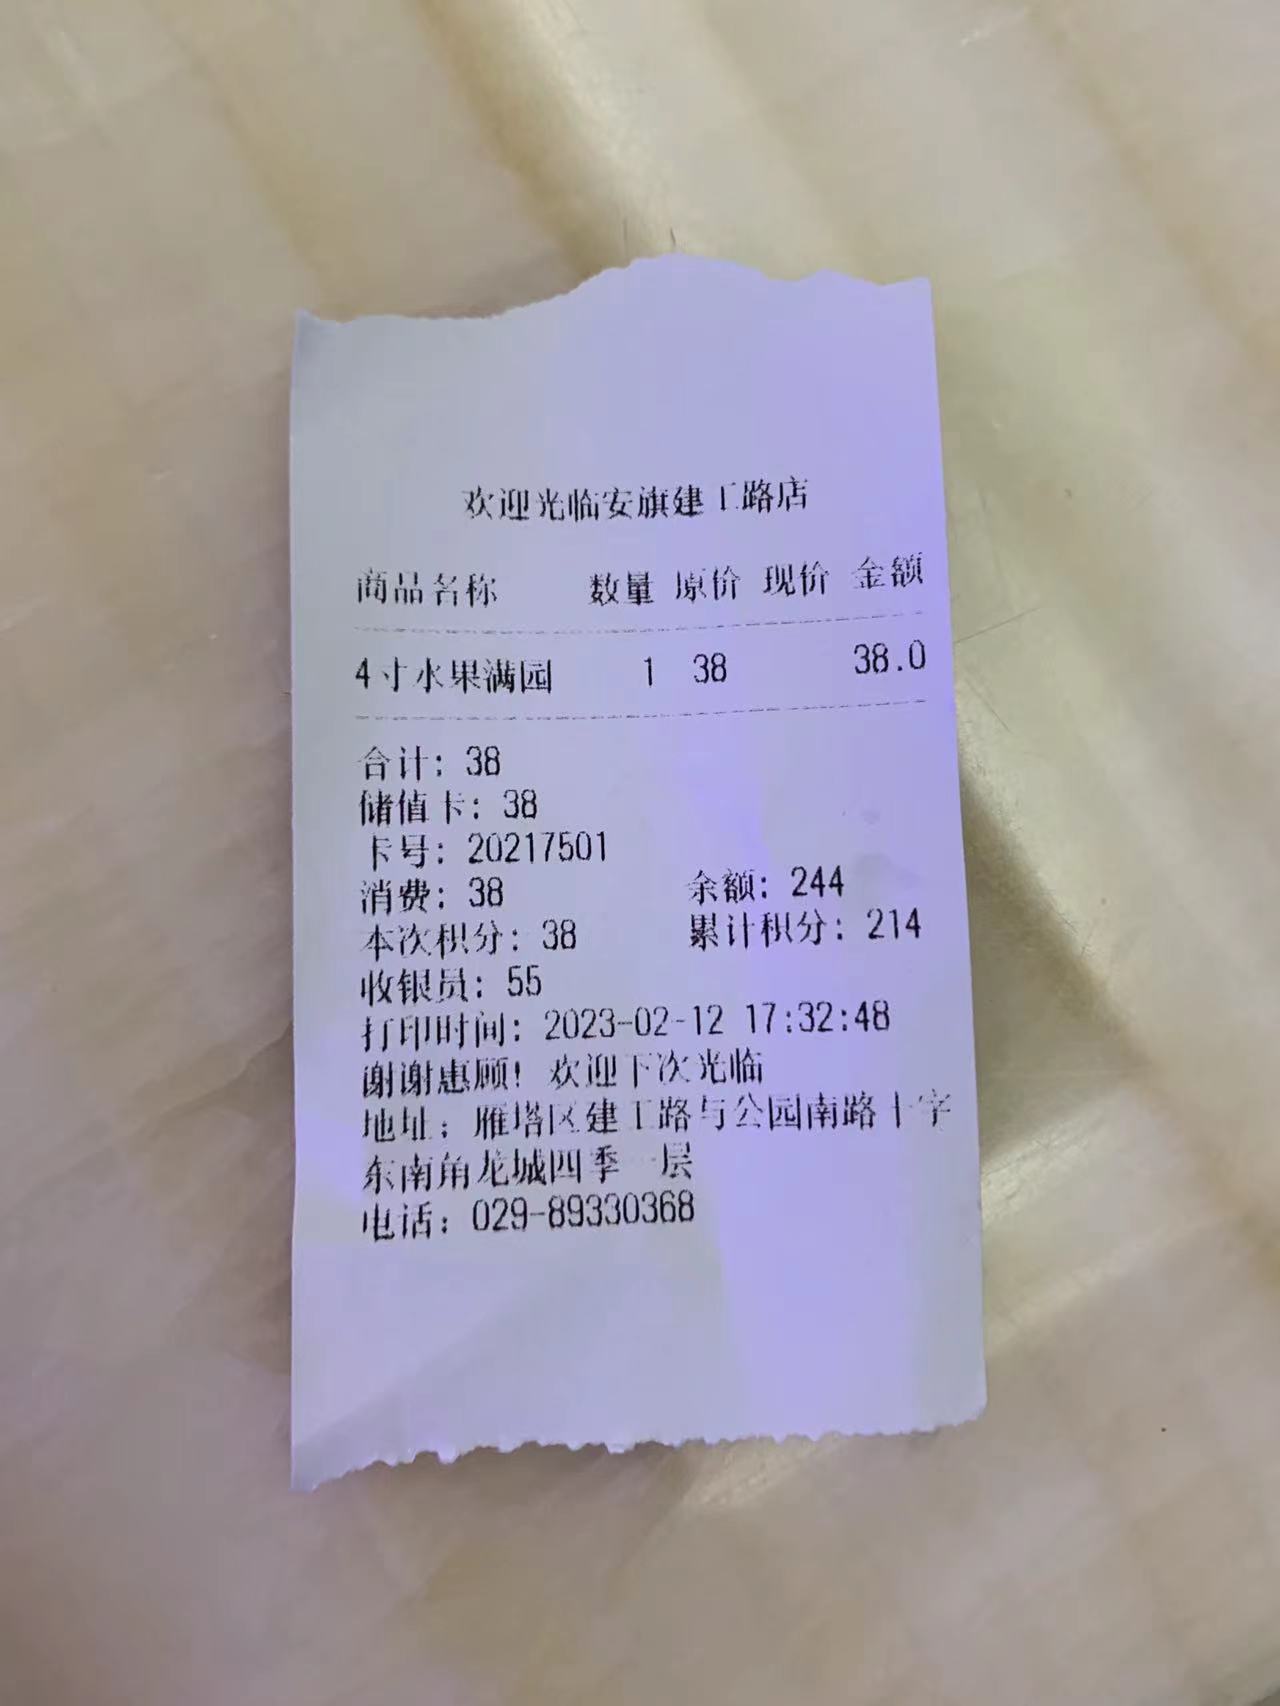 欢迎光临安旗建工路店
商品名称 数量 原价 现价 金额
4寸水果满园 1 38 38.0
合计: 38
储值卡: 38
卡号: 20217501
消费: 38 余额: 244
本次积分: 38 累计积分: 214
收银员: 55
打印时间: 2023-02-12 17:32:48
谢谢惠顾! 欢迎下次光临
地址: 雁塔区建工路与公园南路十字
东南角龙城四季一层
电话: 029-89330368